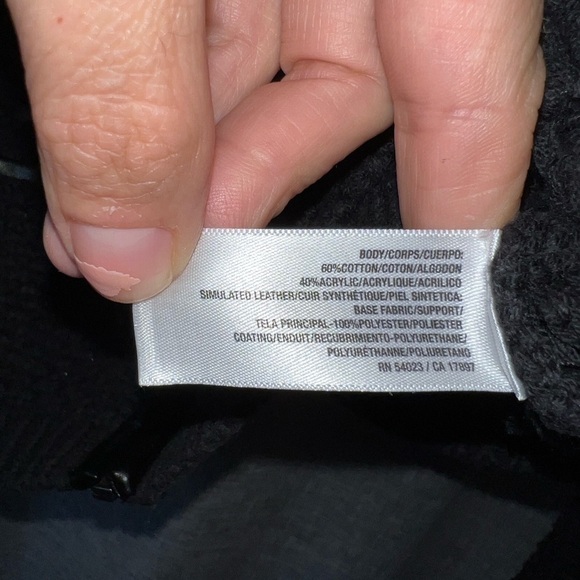 BODY/CORPS/CUERPO:
60%COTTON/COTON/ALGODON
40%ACRYLIC/ACRYLIQUE/ACRILICO
SIMULATED LEATHER/CUIR SYNTHÉTIQUE/PIEL SINTETICA:
BASE FABRIC/SUPPORT/
TELA PRINCIPAL-100%POLYESTER/POLIESTER
COATING/ENDUIT/RECUBRIMIENTO-POLYURETHANE/
POLYURÉTHANNE/POLIURETANO
RN 54023 / CA 17897